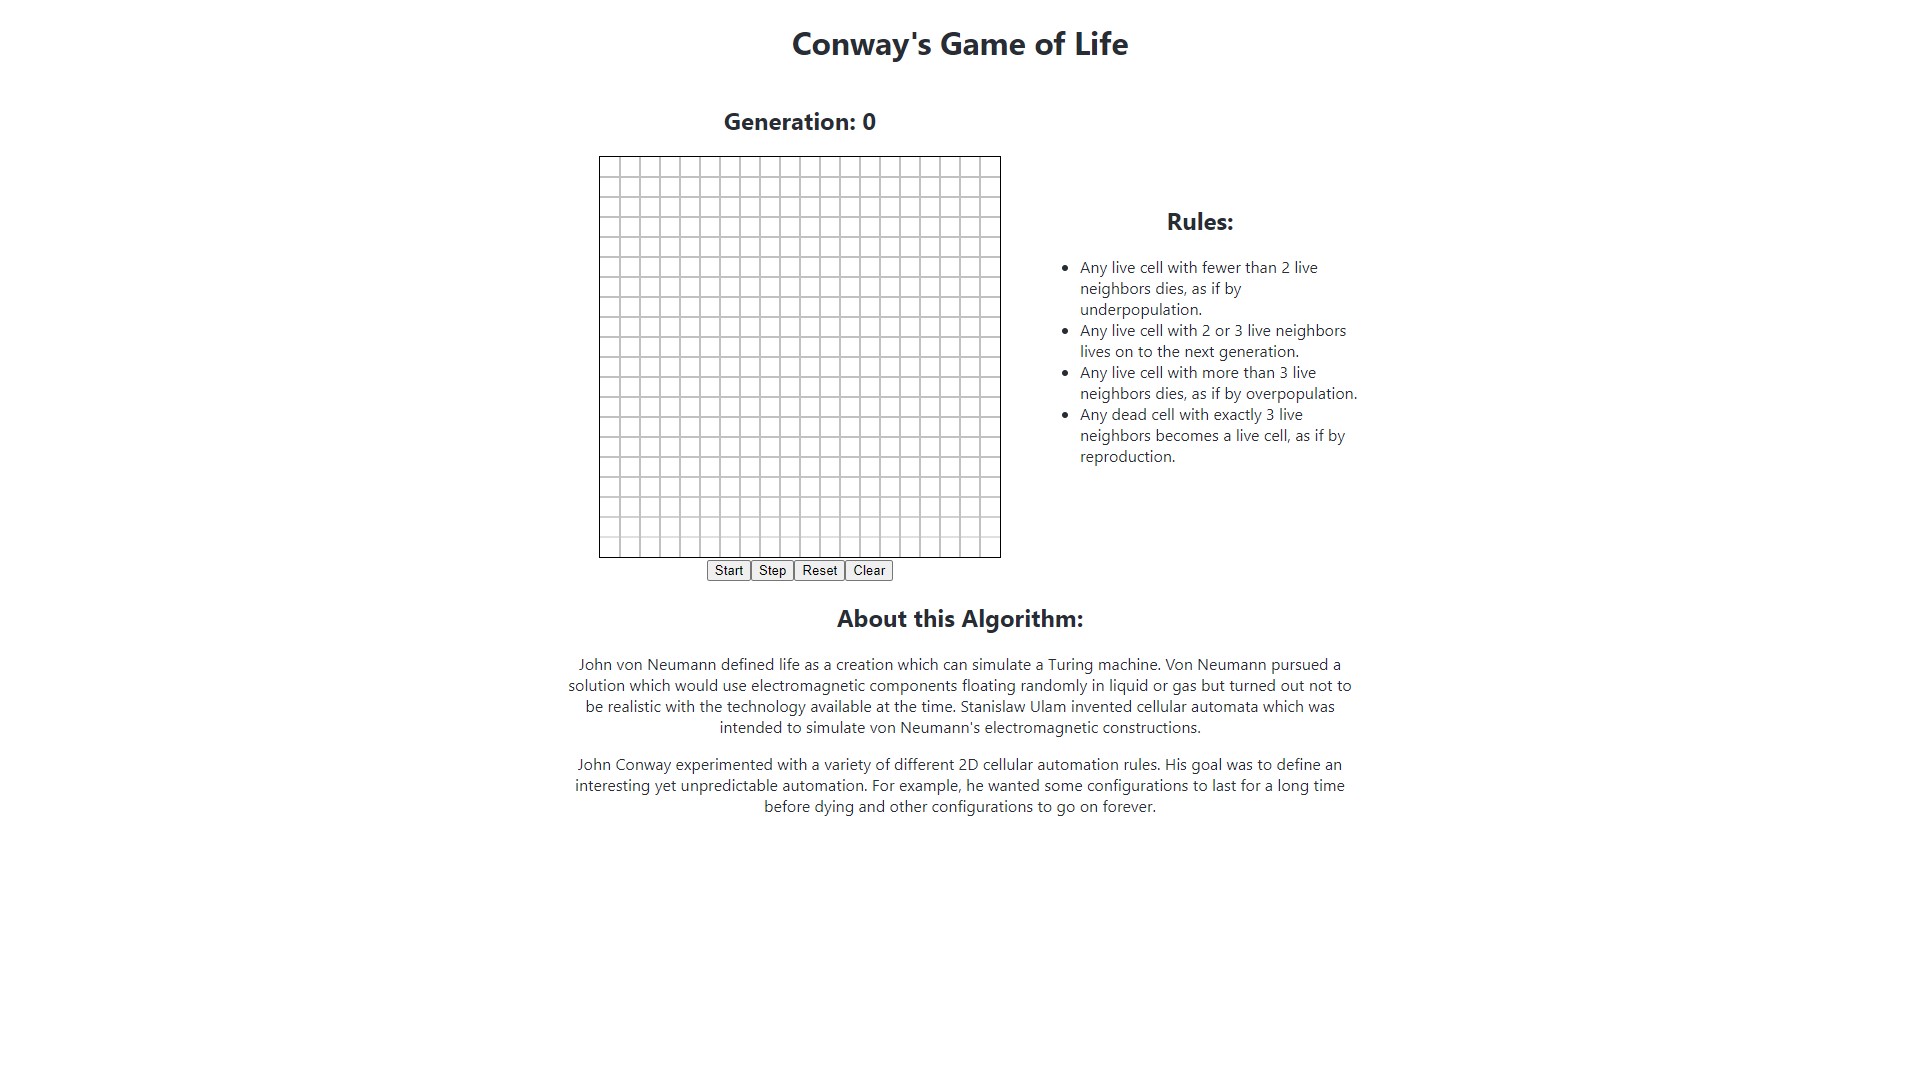 Conway's Game of Life
Generation: 0
Rules:
Any live cell with fewer than 2 live
neighbors dies, as if by
underpopulation.
Any live cell with 2 or 3 live neighbors
lives on to the next generation.
Any live cell with more than 3 live
neighbors dies, as if by overpopulation.
Any dead cell with exactly 3 live
neighbors becomes a live cell, as if by
reproduction.
Start Step Reset Clear
About this Algorithm:
John von Neumann defined life as a creation which can simulate a Turing machine. Von Neumann pursued a
solution which would use electromagnetic components floating randomly in liquid or gas but turned out not to
be realistic with the technology available at the time. Stanislaw Ulam invented cellular automata which was
intended to simulate von Neumann's electromagnetic constructions.
John Conway experimented with a variety of different 2D cellular automation rules. His goal was to define an
interesting yet unpredictable automation. For example, he wanted some configurations to last for a long time
before dying and other configurations to go on forever.